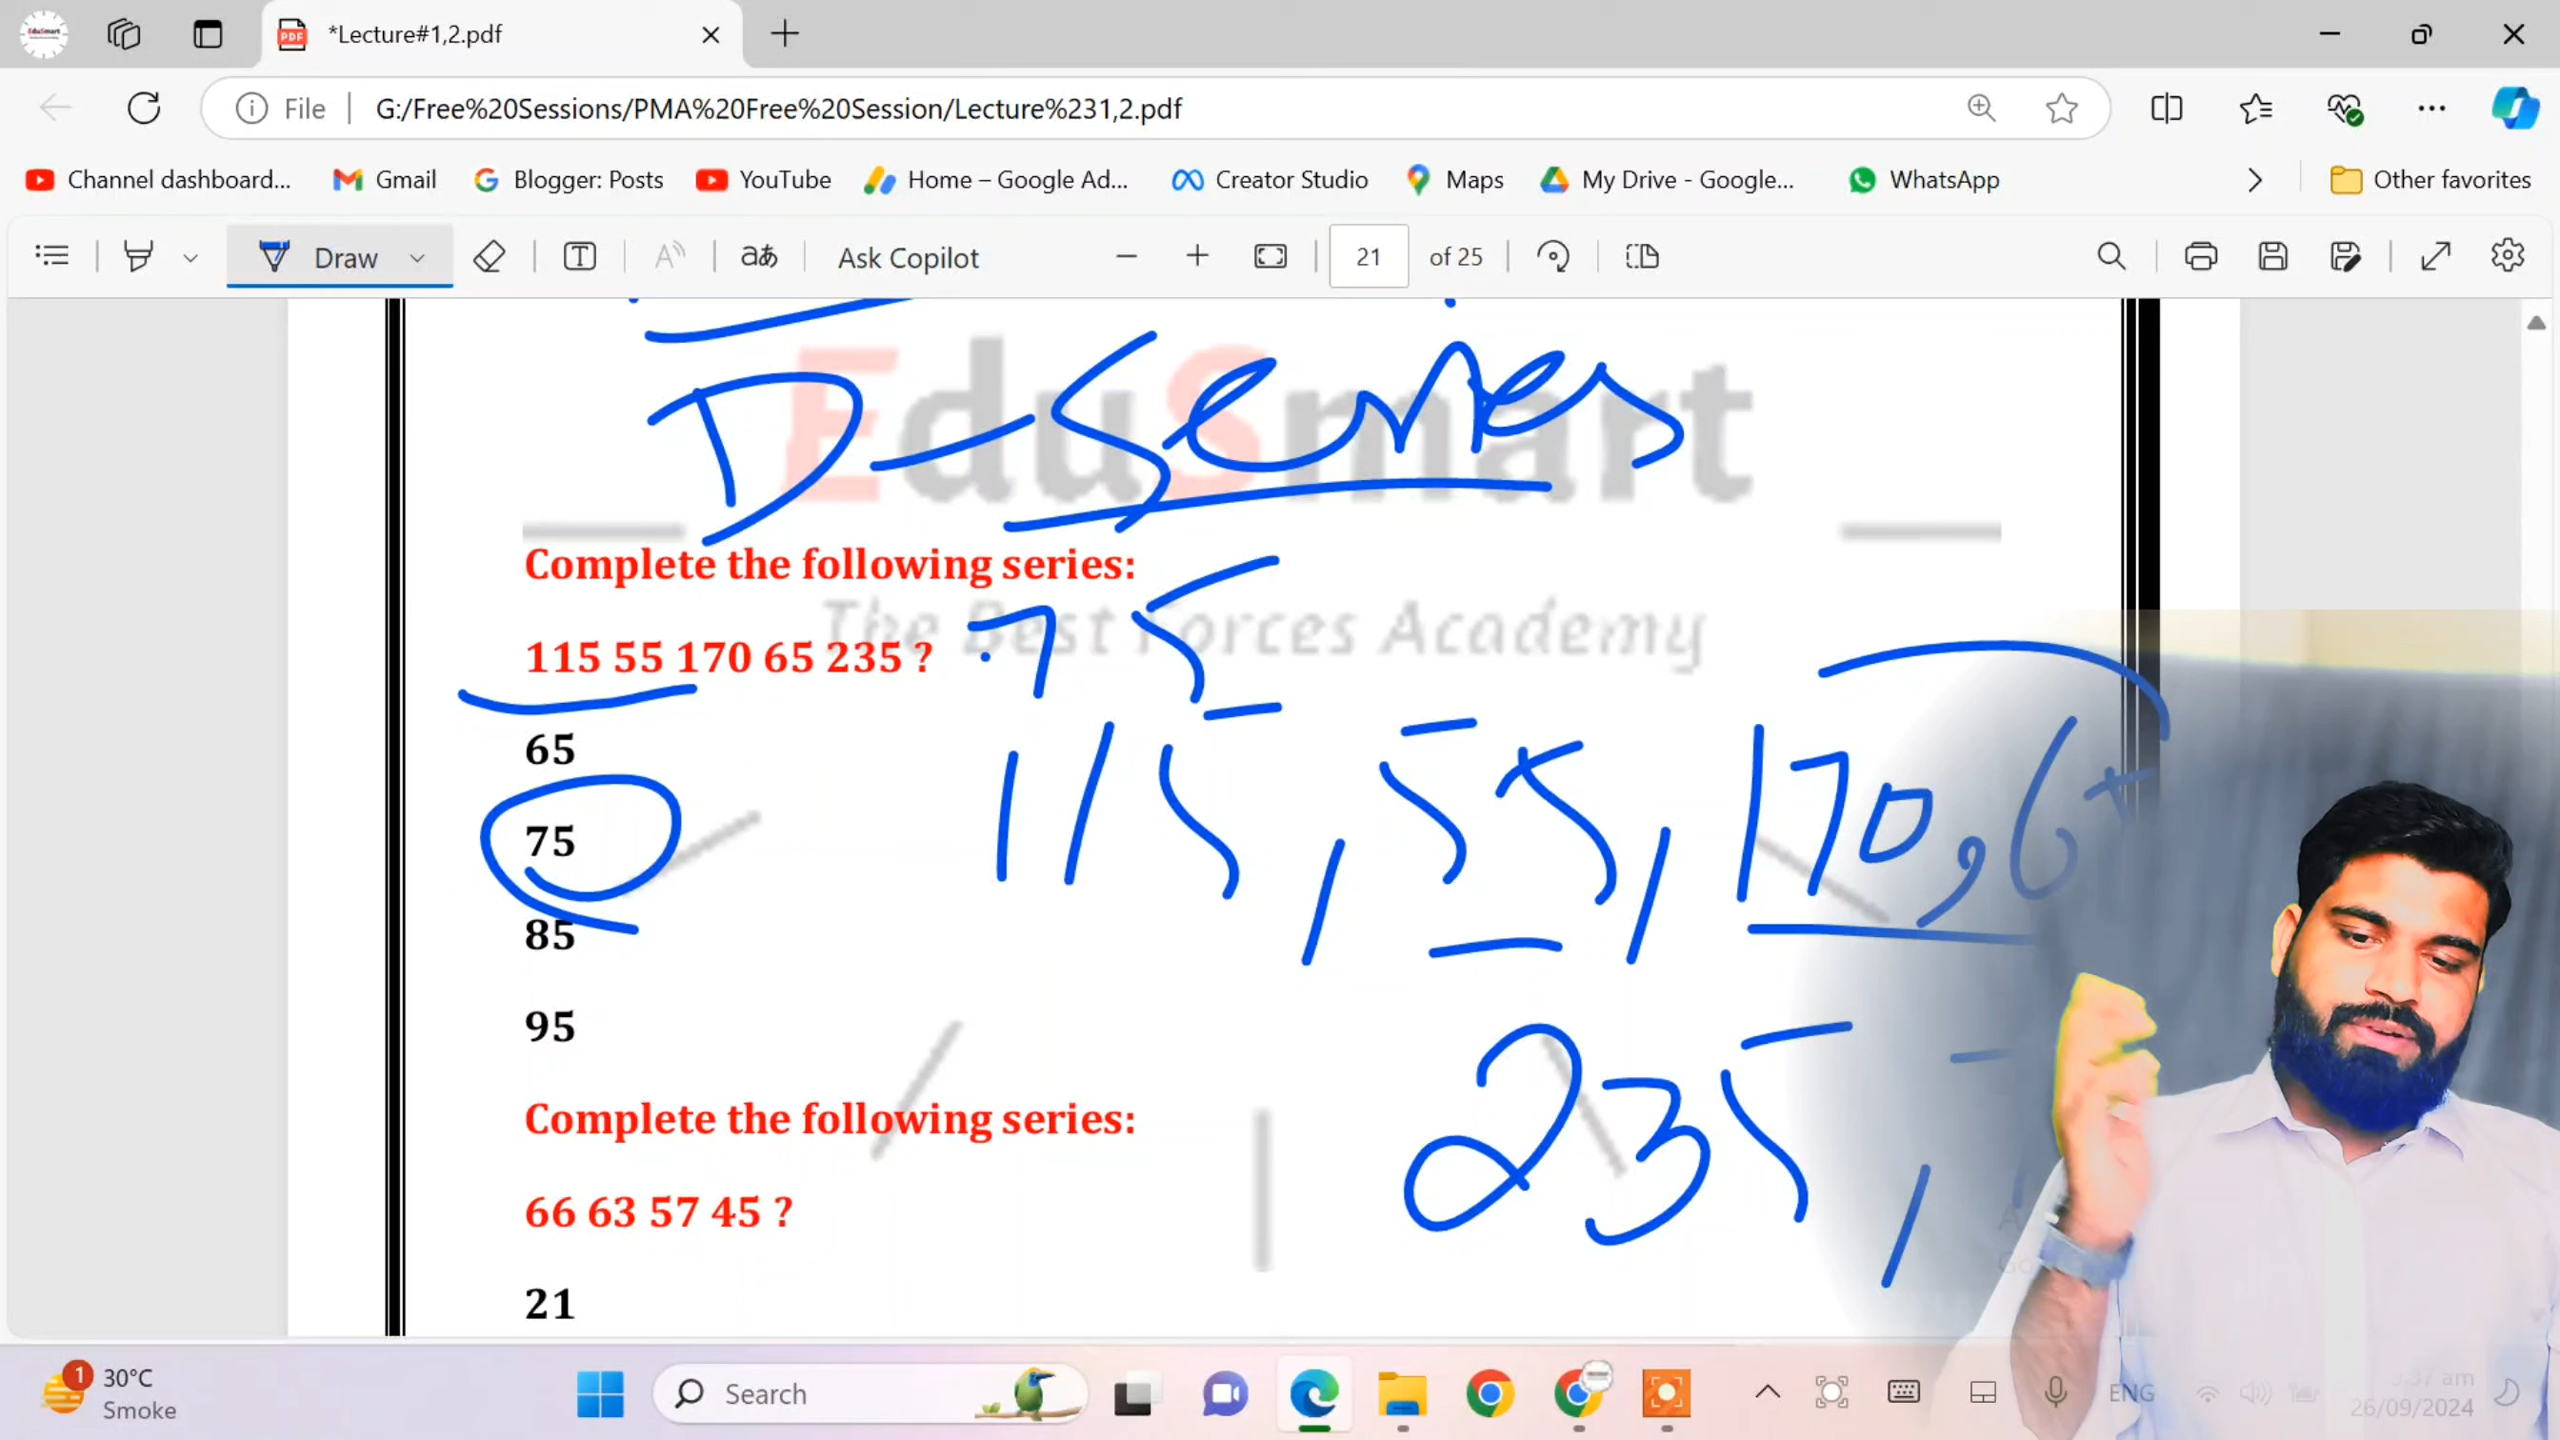 *Lecture#1,2.pdf
File
G:/Free%20Sessions/PMA%20Free%20Session/Lecture%231,2.pdf
Channel dashboard... Gmail Blogger: Posts YouTube Home – Google Ad... Creator Studio Maps My Drive - Google... WhatsApp Other favorites
Draw aあ Ask Copilot 21 of 25
EduSmart
The Best Forces Academy
D-Series
Complete the following series:
115 55 170 65 235 ? 75
65
115, 55, 170, 65
75
85
235,
95
Complete the following series:
66 63 57 45 ?
21
1
30°C
Smoke
Search
ENG
26/09/2024